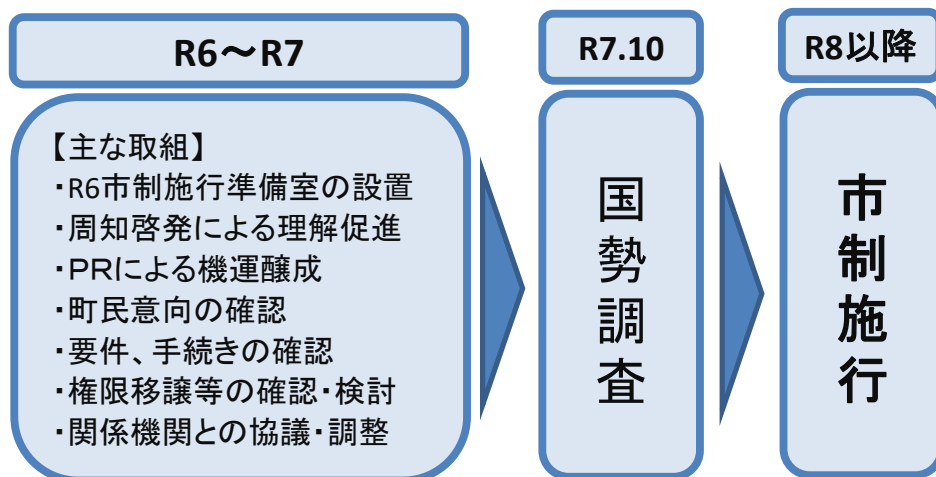 R6～R7
【主な取組】
・R6市制施行準備室の設置
・周知啓発による理解促進
・ＰＲによる機運醸成
・町民意向の確認
・要件、手続きの確認
・権限移譲等の確認・検討
・関係機関との協議・調整
R7.10
国勢調査
R8以降
市制施行